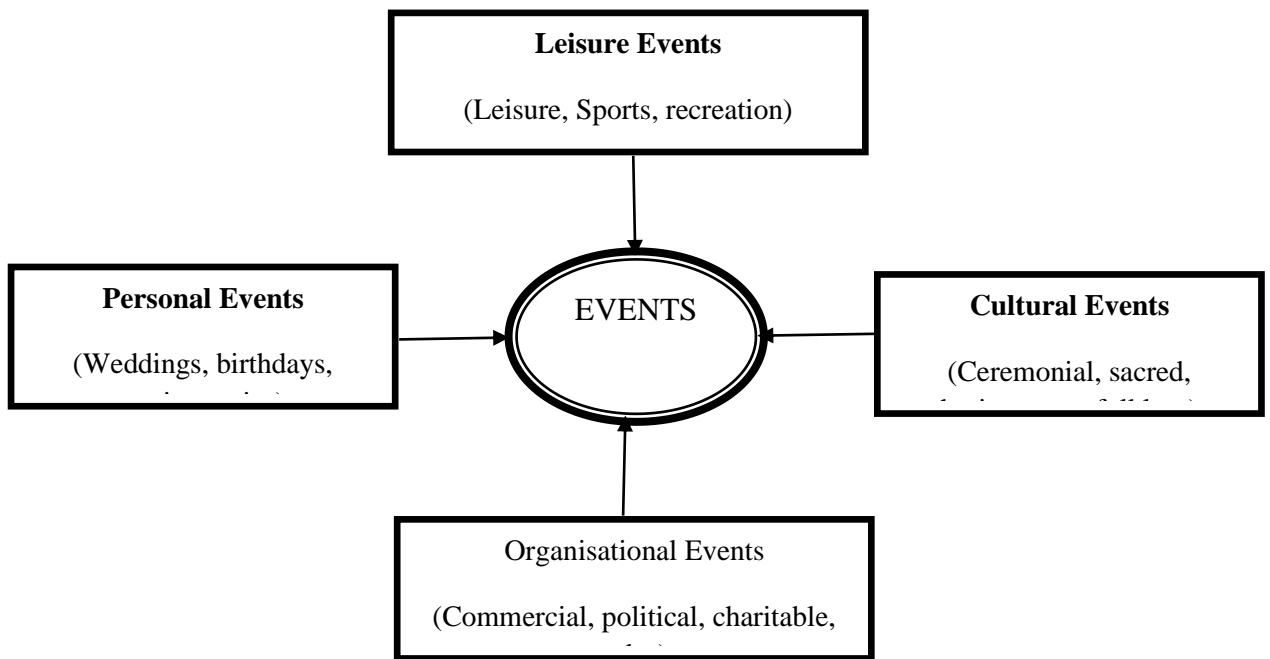 Leisure Events
(Leisure, Sports, recreation)
Personal Events
(Weddings, birthdays,
EVENTS
Cultural Events
(Ceremonial, sacred,
Organisational Events
(Commercial, political, charitable,